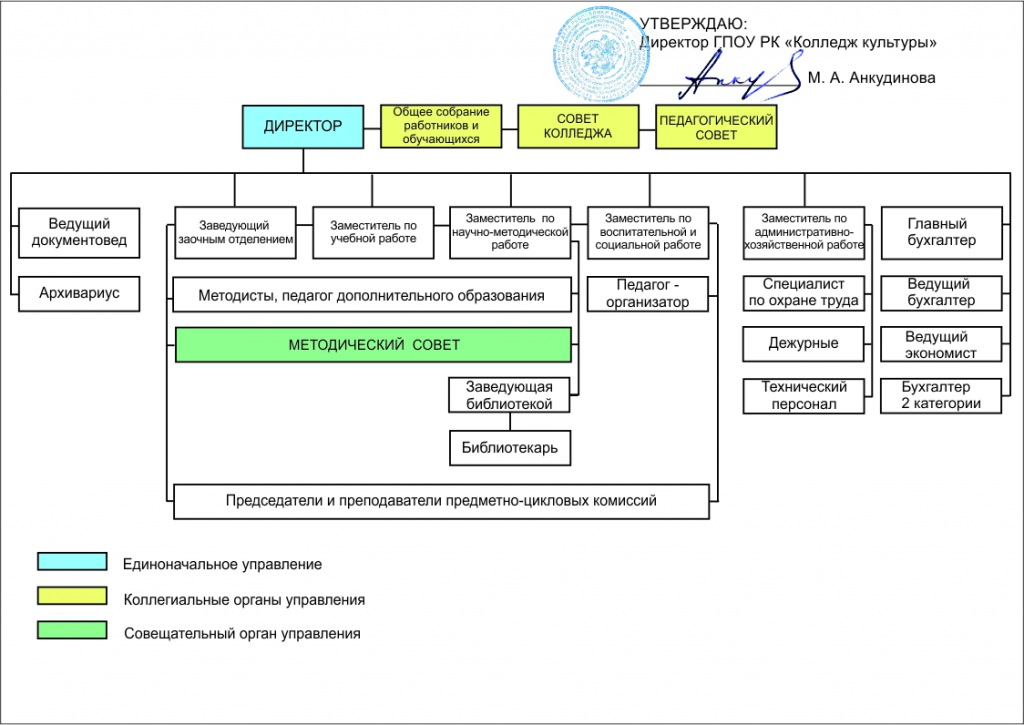 УТВЕРЖДАЮ:
Директор ГПОУ РК «Колледж культуры»
М. А. Анкудинова
ДИРЕКТОР
Общее собрание
работников и
обучающихся
СОВЕТ
КОЛЛЕДЖА
ПЕДАГОГИЧЕСКИЙ
СОВЕТ
Ведущий
документовед
Заведующий
заочным отделением
Заместитель по
учебной работе
Заместитель по
научно-методической
работе
Заместитель по
воспитательной и
социальной работе
Заместитель по
административно-
хозяйственной работе
Главный
бухгалтер
Архивариус
Методисты, педагог дополнительного образования
Педагог -
организатор
Специалист
по охране труда
Ведущий
бухгалтер
МЕТОДИЧЕСКИЙ СОВЕТ
Дежурные
Ведущий
экономист
Заведующая
библиотекой
Технический
персонал
Бухгалтер
2 категории
Библиотекарь
Председатели и преподаватели предметно-цикловых комиссий
Единоначальное управление
Коллегиальные органы управления
Совещательный орган управления